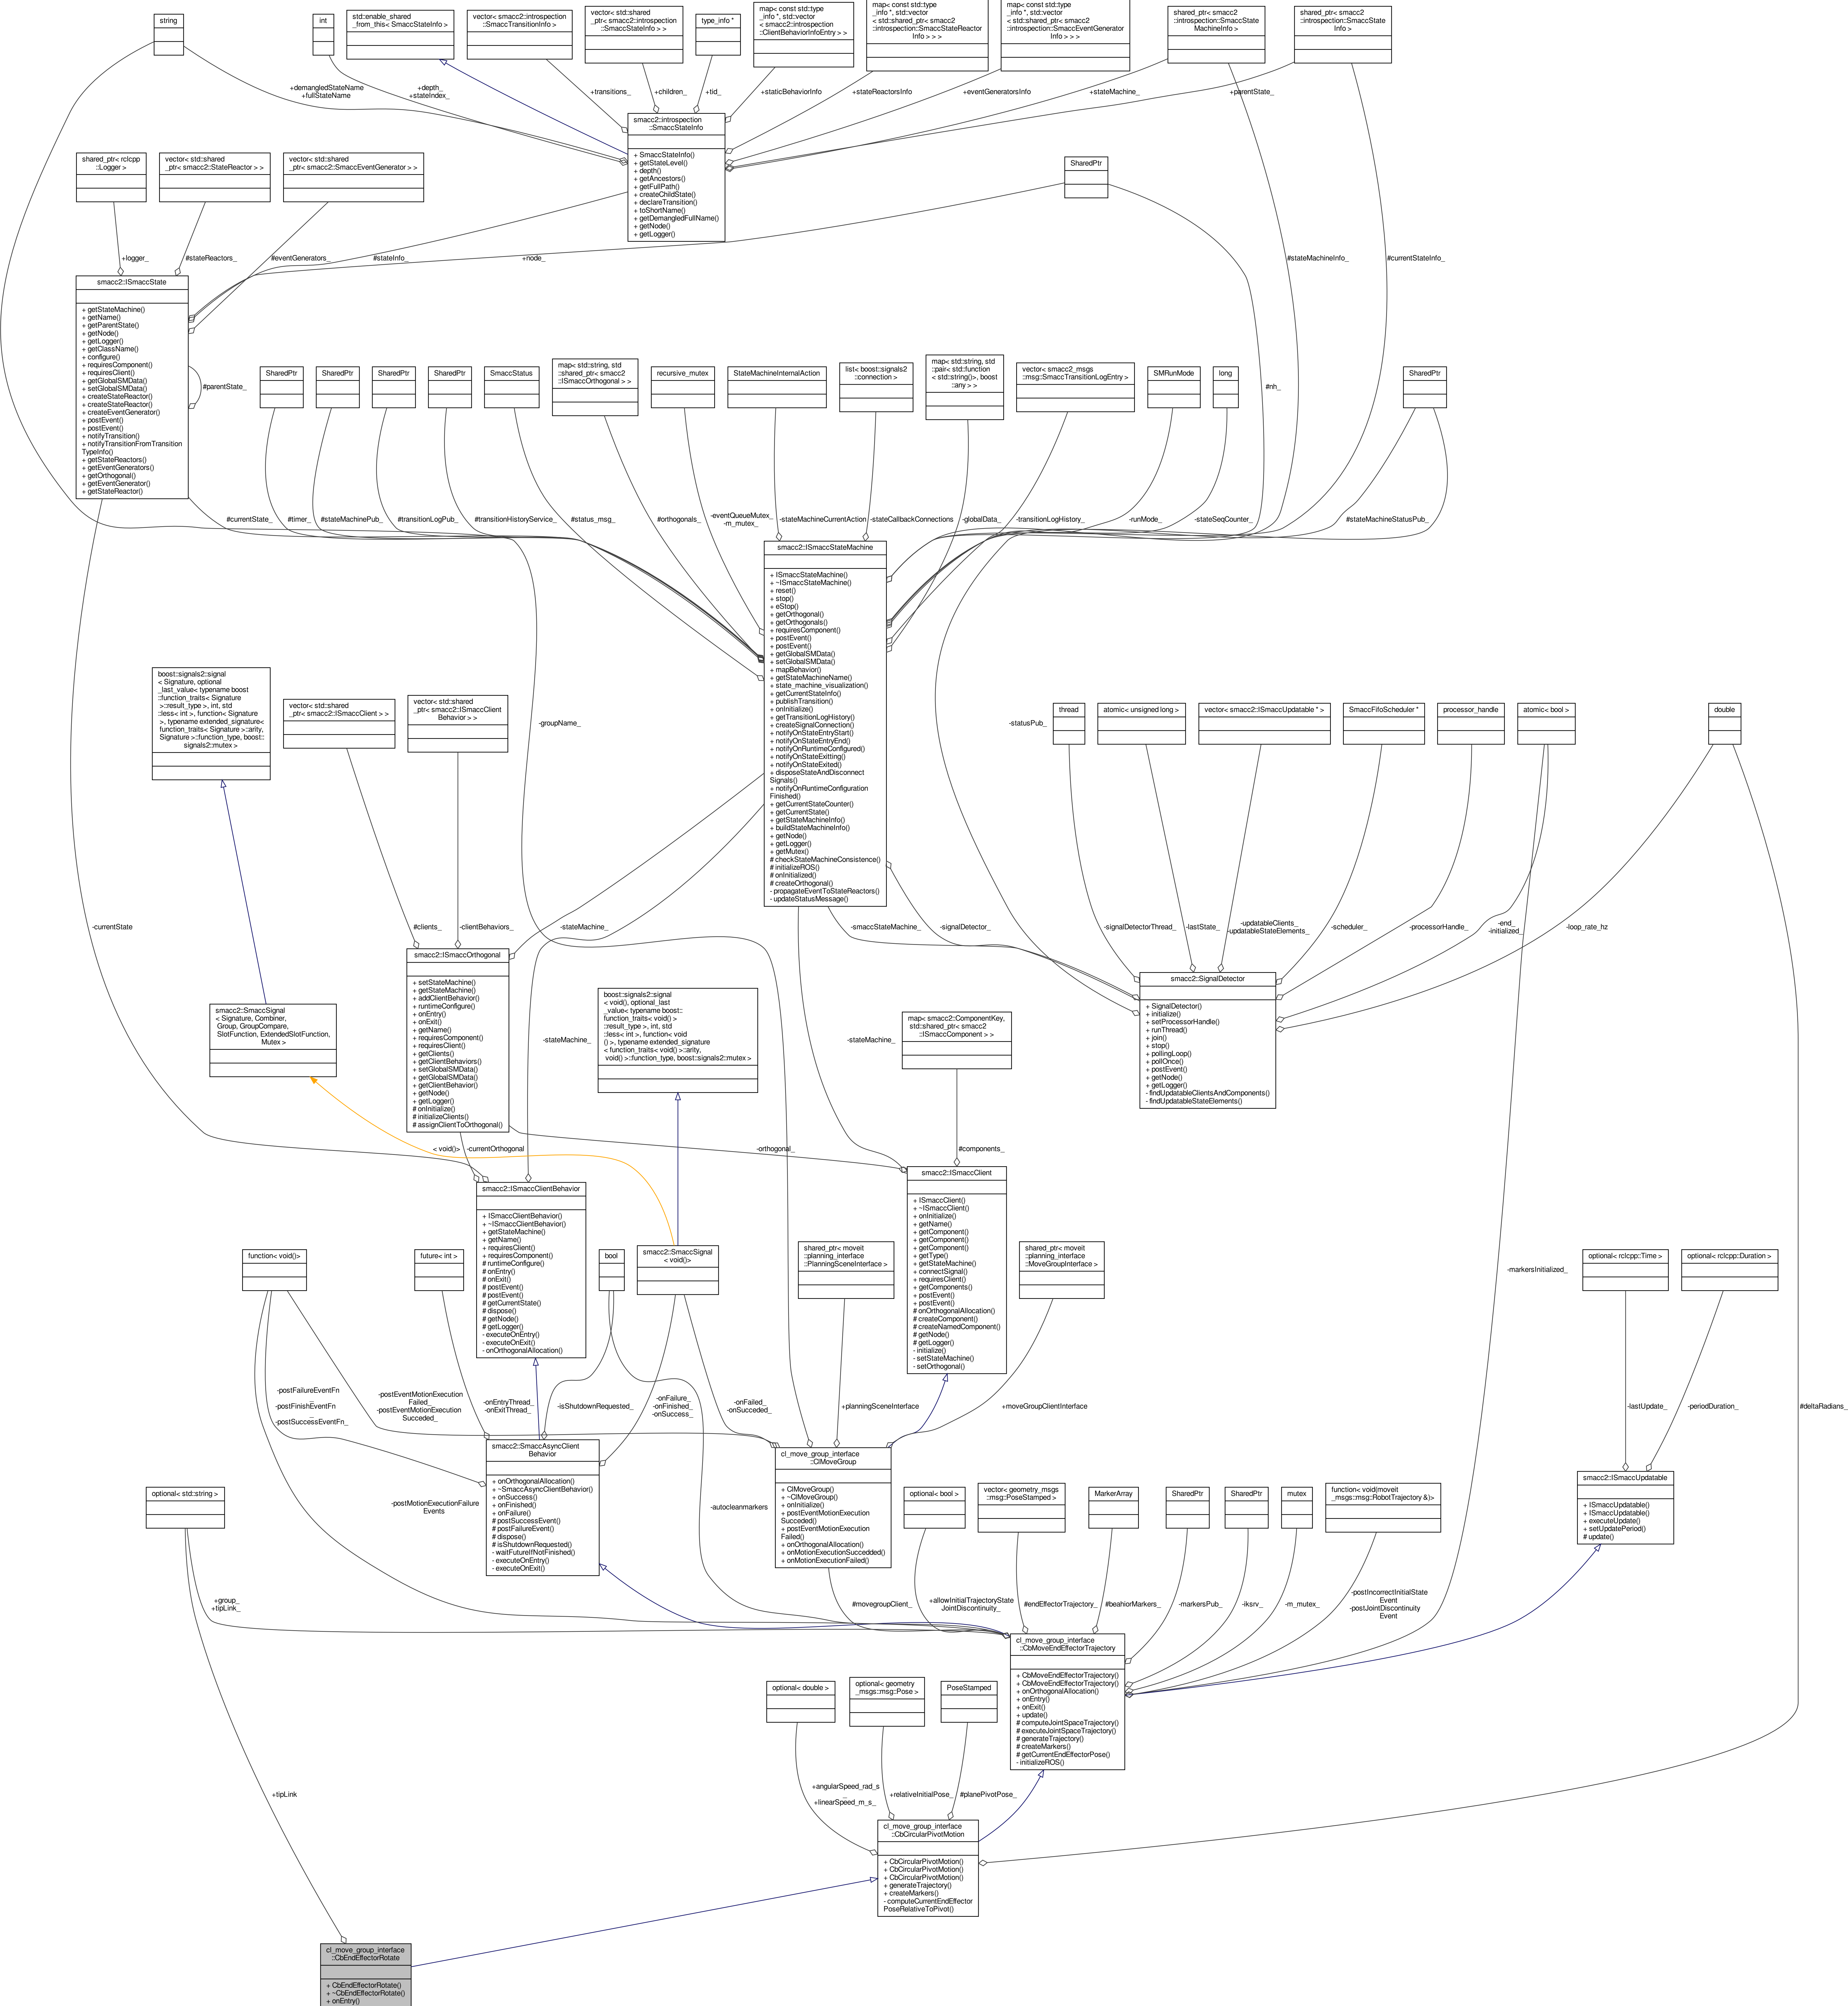 string
int
std::enable_shared
_from_this< SmaccStateInfo >
vector< smacc2::introspection
::SmaccTransitionInfo >
vector< std::shared
_ptr< smacc2::introspection
::SmaccStateInfo > >
type_info *
map< const std::type
_info *, std::vector
< smacc2::introspection
::ClientBehaviorInfoEntry > >
map< const std::type
_info *, std::vector
< std::shared_ptr< smacc2
::introspection::SmaccStateReactor
Info > > >
map< const std::type
_info *, std::vector
< std::shared_ptr< smacc2
::introspection::SmaccEventGenerator
Info > > >
shared_ptr< smacc2
::introspection::SmaccState
MachineInfo >
shared_ptr< smacc2
::introspection::SmaccState
Info >
+demangledStateName
+fullStateName
+depth_
+stateIndex_
+transitions_
+children_
+tid_
+staticBehaviorInfo
+stateReactorsInfo
+eventGeneratorsInfo
+stateMachine_
+parentState_
smacc2::introspection
::SmaccStateInfo
+ SmaccStateInfo()
+ getStateLevel()
+ depth()
+ getAncestors()
+ getFullPath()
+ createChildState()
+ declareTransition()
+ toShortName()
+ getDemangledFullName()
+ getNode()
+ getLogger()
shared_ptr< rclcpp
::Logger >
vector< std::shared
_ptr< smacc2::StateReactor > >
vector< std::shared
_ptr< smacc2::SmaccEventGenerator > >
SharedPtr
+logger_
#stateReactors_
#eventGenerators_
#stateInfo_
+node_
#stateMachineInfo_
#currentStateInfo_
smacc2::ISmaccState
+ getStateMachine()
+ getName()
+ getParentState()
+ getNode()
+ getLogger()
+ getClassName()
+ configure()
+ requiresComponent()
+ requiresClient()
+ getGlobalSMData()
+ setGlobalSMData()
+ createStateReactor()
+ createStateReactor()
+ createEventGenerator()
+ postEvent()
+ postEvent()
+ notifyTransition()
+ notifyTransitionFromTransition
TypeInfo()
+ getStateReactors()
+ getEventGenerators()
+ getOrthogonal()
+ getEventGenerator()
+ getStateReactor()
#parentState_
SharedPtr
SharedPtr
SharedPtr
SharedPtr
SmaccStatus
map< std::string, std
::shared_ptr< smacc2
::ISmaccOrthogonal > >
recursive_mutex
StateMachineInternalAction
list< boost::signals2
::connection >
map< std::string, std
::pair< std::function
< std::string()>, boost
::any > >
vector< smacc2_msgs
::msg::SmaccTransitionLogEntry >
SMRunMode
long
#nh_
SharedPtr
#currentState_
#timer_
#stateMachinePub_
#transitionLogPub_
#transitionHistoryService_
#status_msg_
#orthogonals_
-eventQueueMutex_
-m_mutex_
-stateMachineCurrentAction
-stateCallbackConnections
-globalData_
-transitionLogHistory_
-runMode_
-stateSeqCounter_
#stateMachineStatusPub_
smacc2::ISmaccStateMachine
+ ISmaccStateMachine()
+ ~ISmaccStateMachine()
+ reset()
+ stop()
+ eStop()
+ getOrthogonal()
+ getOrthogonals()
+ requiresComponent()
+ postEvent()
+ postEvent()
+ getGlobalSMData()
+ setGlobalSMData()
+ mapBehavior()
+ getStateMachineName()
+ state_machine_visualization()
+ getCurrentStateInfo()
+ publishTransition()
+ onInitialize()
+ getTransitionLogHistory()
+ createSignalConnection()
+ notifyOnStateEntryStart()
+ notifyOnStateEntryEnd()
+ notifyOnRuntimeConfigured()
+ notifyOnStateExitting()
+ notifyOnStateExited()
+ disposeStateAndDisconnect
Signals()
+ notifyOnRuntimeConfiguration
Finished()
+ getCurrentStateCounter()
+ getCurrentState()
+ getStateMachineInfo()
+ buildStateMachineInfo()
+ getNode()
+ getLogger()
+ getMutex()
# checkStateMachineConsistence()
# initializeROS()
# onInitialized()
# createOrthogonal()
- propagateEventToStateReactors()
- updateStatusMessage()
boost::signals2::signal
< Signature, optional
_last_value< typename boost
::function_traits< Signature
>::result_type >, int, std
::less< int >, function< Signature
>, typename extended_signature<
function_traits< Signature >::arity,
Signature >::function_type, boost::
signals2::mutex >
vector< std::shared
_ptr< smacc2::ISmaccClient > >
vector< std::shared
_ptr< smacc2::ISmaccClient
Behavior > >
-groupName_
-statusPub_
thread
atomic< unsigned long >
vector< smacc2::ISmaccUpdatable * >
SmaccFifoScheduler *
processor_handle
atomic< bool >
double
-currentState
#clients_
-clientBehaviors_
-stateMachine_
-smaccStateMachine_
-signalDetector_
-signalDetectorThread_
-lastState_
-updatableClients_
-updatableStateElements_
-scheduler_
-processorHandle_
-end_
-initialized_
-loop_rate_hz
smacc2::ISmaccOrthogonal
+ setStateMachine()
+ getStateMachine()
+ addClientBehavior()
+ runtimeConfigure()
+ onEntry()
+ onExit()
+ getName()
+ requiresComponent()
+ requiresClient()
+ getClients()
+ getClientBehaviors()
+ setGlobalSMData()
+ getGlobalSMData()
+ getClientBehavior()
+ getNode()
+ getLogger()
# onInitialize()
# initializeClients()
# assignClientToOrthogonal()
smacc2::SignalDetector
+ SignalDetector()
+ initialize()
+ setProcessorHandle()
+ runThread()
+ join()
+ stop()
+ pollingLoop()
+ pollOnce()
+ postEvent()
+ getNode()
+ getLogger()
- findUpdatableClientsAndComponents()
- findUpdatableStateElements()
smacc2::SmaccSignal
< Signature, Combiner,
Group, GroupCompare,
SlotFunction, ExtendedSlotFunction,
Mutex >
boost::signals2::signal
< void(), optional_last
_value< typename boost::
function_traits< void() >
::result_type >, int, std
::less< int >, function< void
() >, typename extended_signature
< function_traits< void() >::arity,
void() >::function_type, boost::signals2::mutex >
map< smacc2::ComponentKey,
std::shared_ptr< smacc2
::ISmaccComponent > >
-stateMachine_
-stateMachine_
< void()>
-currentOrthogonal
-orthogonal_
#components_
smacc2::ISmaccClientBehavior
+ ISmaccClientBehavior()
+ ~ISmaccClientBehavior()
+ getStateMachine()
+ getName()
+ requiresClient()
+ requiresComponent()
# runtimeConfigure()
# onEntry()
# onExit()
# postEvent()
# postEvent()
# getCurrentState()
# dispose()
# getNode()
# getLogger()
- executeOnEntry()
- executeOnExit()
- onOrthogonalAllocation()
smacc2::ISmaccClient
+ ISmaccClient()
+ ~ISmaccClient()
+ onInitialize()
+ getName()
+ getComponent()
+ getComponent()
+ getComponent()
+ getType()
+ getStateMachine()
+ connectSignal()
+ requiresClient()
+ getComponents()
+ postEvent()
+ postEvent()
# onOrthogonalAllocation()
# createComponent()
# createNamedComponent()
# getNode()
# getLogger()
- initialize()
- setStateMachine()
- setOrthogonal()
function< void()>
future< int >
bool
smacc2::SmaccSignal
< void()>
shared_ptr< moveit
::planning_interface
::PlanningSceneInterface >
shared_ptr< moveit
::planning_interface
::MoveGroupInterface >
-markersInitialized_
optional< rclcpp::Time >
optional< rclcpp::Duration >
-postFailureEventFn
_
-postFinishEventFn
_
-postSuccessEventFn_
-postEventMotionExecution
Failed_
-postEventMotionExecution
Succeded_
-onEntryThread_
-onExitThread_
-isShutdownRequested_
-onFailure_
-onFinished_
-onSuccess_
-onFailed_
-onSucceded_
+planningSceneInterface
+moveGroupClientInterface
-lastUpdate_
-periodDuration_
#deltaRadians_
smacc2::SmaccAsyncClient
Behavior
+ onOrthogonalAllocation()
+ ~SmaccAsyncClientBehavior()
+ onSuccess()
+ onFinished()
+ onFailure()
# postSuccessEvent()
# postFailureEvent()
# dispose()
# isShutdownRequested()
- waitFutureIfNotFinished()
- executeOnEntry()
- executeOnExit()
cl_move_group_interface
::ClMoveGroup
+ ClMoveGroup()
+ ~ClMoveGroup()
+ onInitialize()
+ postEventMotionExecution
Succeded()
+ postEventMotionExecution
Failed()
+ onOrthogonalAllocation()
+ onMotionExecutionSuccedded()
+ onMotionExecutionFailed()
smacc2::ISmaccUpdatable
+ ISmaccUpdatable()
+ ISmaccUpdatable()
+ executeUpdate()
+ setUpdatePeriod()
# update()
optional< std::string >
-postMotionExecutionFailure
Events
-autocleanmarkers
optional< bool >
vector< geometry_msgs
::msg::PoseStamped >
MarkerArray
SharedPtr
SharedPtr
mutex
function< void(moveit
_msgs::msg::RobotTrajectory &)>
+group_
+tipLink_
#movegroupClient_
+allowInitialTrajectoryState
JointDiscontinuity_
#endEffectorTrajectory_
#beahiorMarkers_
-markersPub_
-iksrv_
-m_mutex_
-postIncorrectInitialState
Event
-postJointDiscontinuity
Event
cl_move_group_interface
::CbMoveEndEffectorTrajectory
+ CbMoveEndEffectorTrajectory()
+ CbMoveEndEffectorTrajectory()
+ onOrthogonalAllocation()
+ onEntry()
+ onExit()
+ update()
# computeJointSpaceTrajectory()
# executeJointSpaceTrajectory()
# generateTrajectory()
# createMarkers()
# getCurrentEndEffectorPose()
- initializeROS()
optional< double >
optional< geometry
_msgs::msg::Pose >
PoseStamped
+tipLink
+angularSpeed_rad_s
_
+linearSpeed_m_s_
+relativeInitialPose_
#planePivotPose_
cl_move_group_interface
::CbCircularPivotMotion
+ CbCircularPivotMotion()
+ CbCircularPivotMotion()
+ CbCircularPivotMotion()
+ generateTrajectory()
+ createMarkers()
- computeCurrentEndEffector
PoseRelativeToPivot()
cl_move_group_interface
::CbEndEffectorRotate
+ CbEndEffectorRotate()
+ ~CbEndEffectorRotate()
+ onEntry()